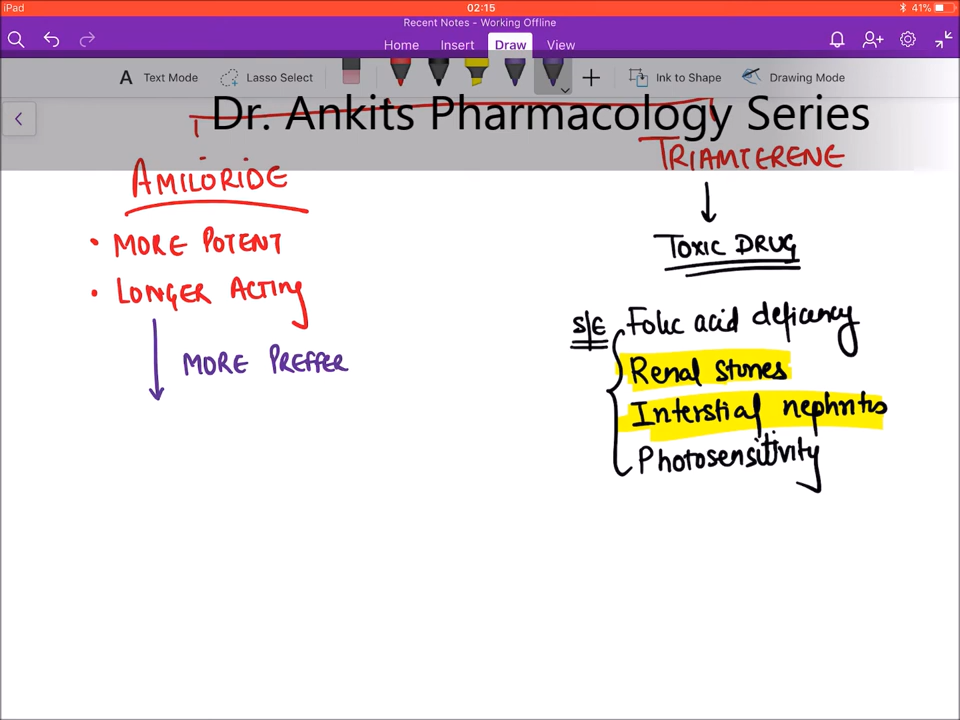 iPad
02:15
41%
Recent Notes - Working Offline
Home Insert Draw View
A Text Mode
Lasso Select
Ink to Shape
Drawing Mode
Dr. Ankits Pharmacology Series
AMILORIDE
• MORE POTENT
• LONGER ACTING
MORE PREFFER
TRIAMTERENE
TOXIC DRUG
S/E
Folic acid deficancy
Renal stones
Interstial nephritis
Photosensitivity